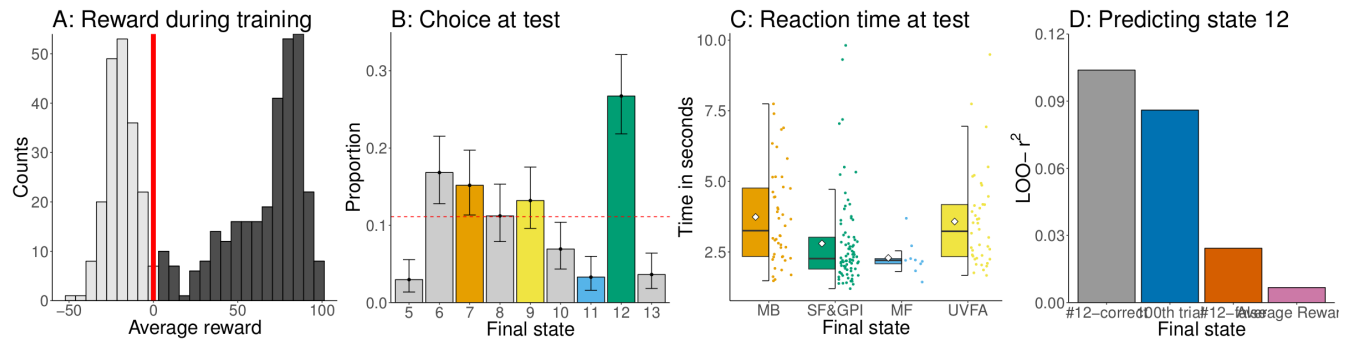 A: Reward during training
Counts
50
40
30
20
10
0
−50
0
50
100
Average reward
B: Choice at test
Proportion
0.3
0.2
0.1
0.0
5
6
7
8
9
10
11
12
13
Final state
C: Reaction time at test
Time in seconds
10.0
7.5
5.0
2.5
MB
SF&GPI
MF
UVFA
Final state
D: Predicting state 12
LOO− r²
0.12
0.09
0.06
0.03
0.00
#12−correct
100th trial
Final state